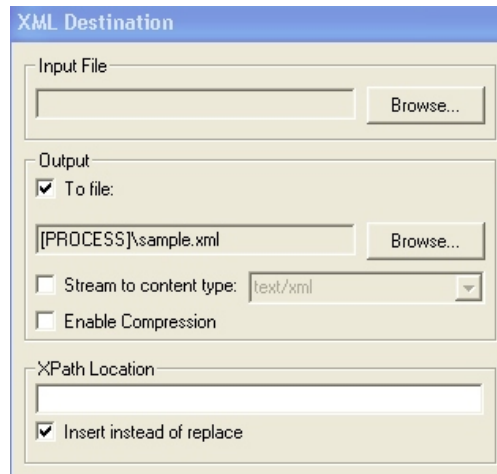 XML Destination
Input File
Browse...
Output
To file:
[PROCESS]\sample.xml
Browse...
Stream to content type: text/xml
Enable Compression
XPath Location
Insert instead of replace